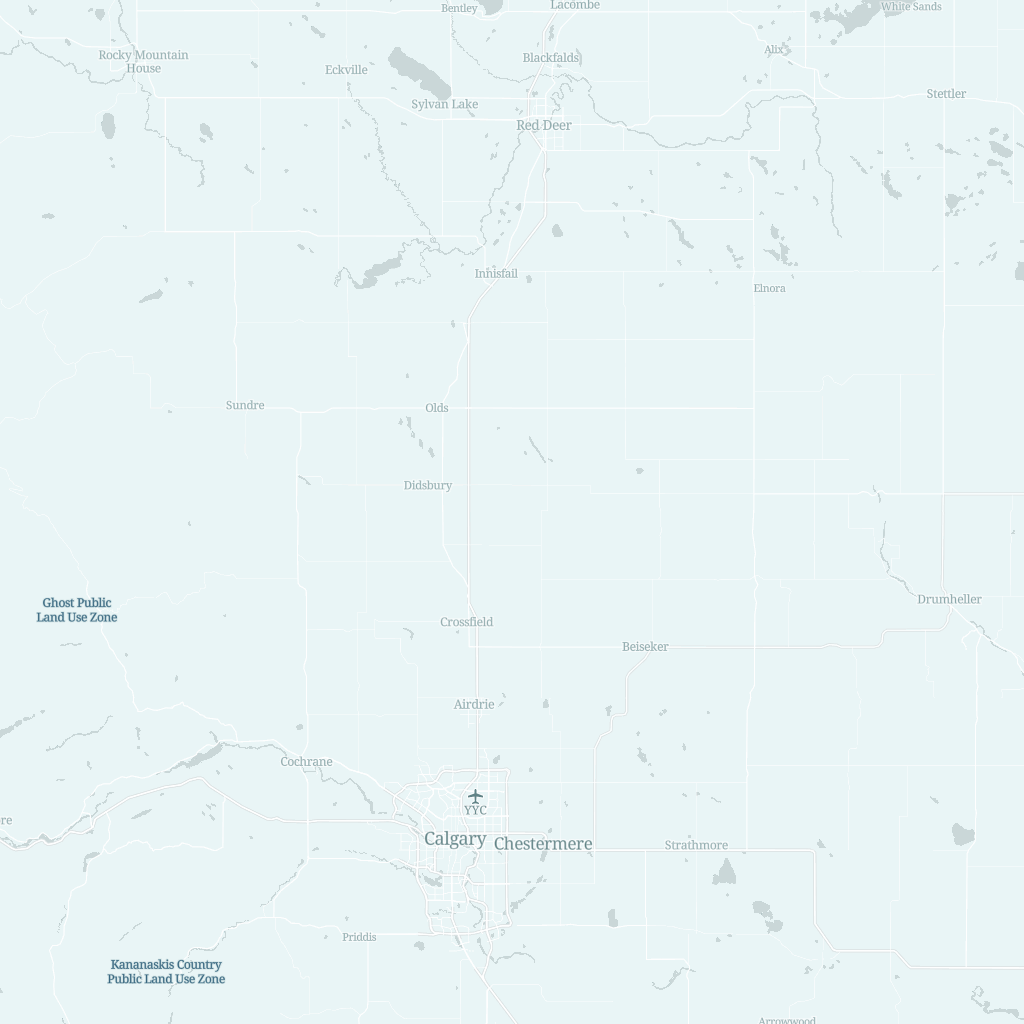 Bentley
Lacombe
White Sands
Rocky Mountain
House
Eckville
Blackfalds
Alix
Sylvan Lake
Stettler
Red Deer
Innisfail
Elnora
Sundre
Olds
Didsbury
Ghost Public
Land Use Zone
Crossfield
Drumheller
Beiseker
Airdrie
Cochrane
YYC
re
Calgary
Chestermere
Strathmore
Priddis
Kananaskis Country
Public Land Use Zone
Arrowwood